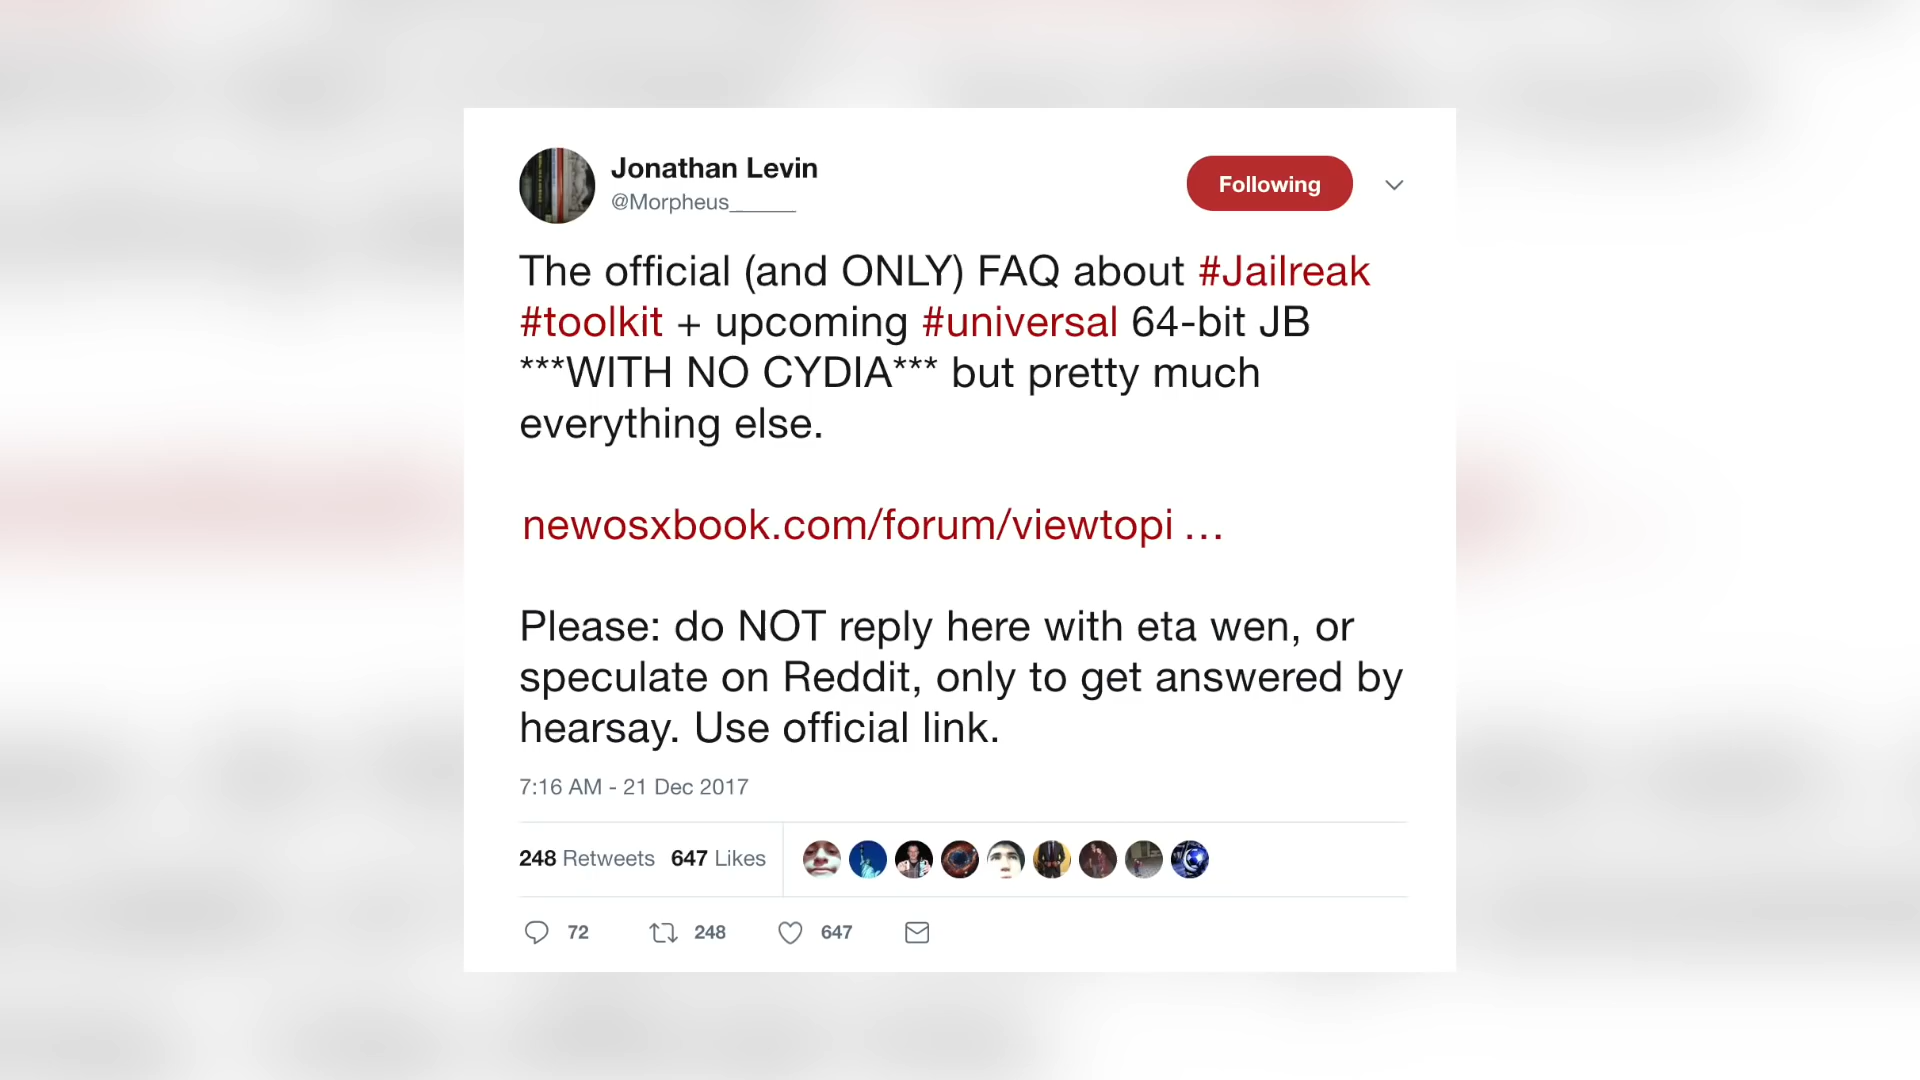 Jonathan Levin
@Morpheus______
Following
The official (and ONLY) FAQ about #Jailreak
#toolkit + upcoming #universal 64-bit JB
***WITH NO CYDIA*** but pretty much
everything else.
newosxbook.com/forum/viewtopi …
Please: do NOT reply here with eta wen, or
speculate on Reddit, only to get answered by
hearsay. Use official link.
7:16 AM - 21 Dec 2017
248 Retweets 647 Likes
72 248 647